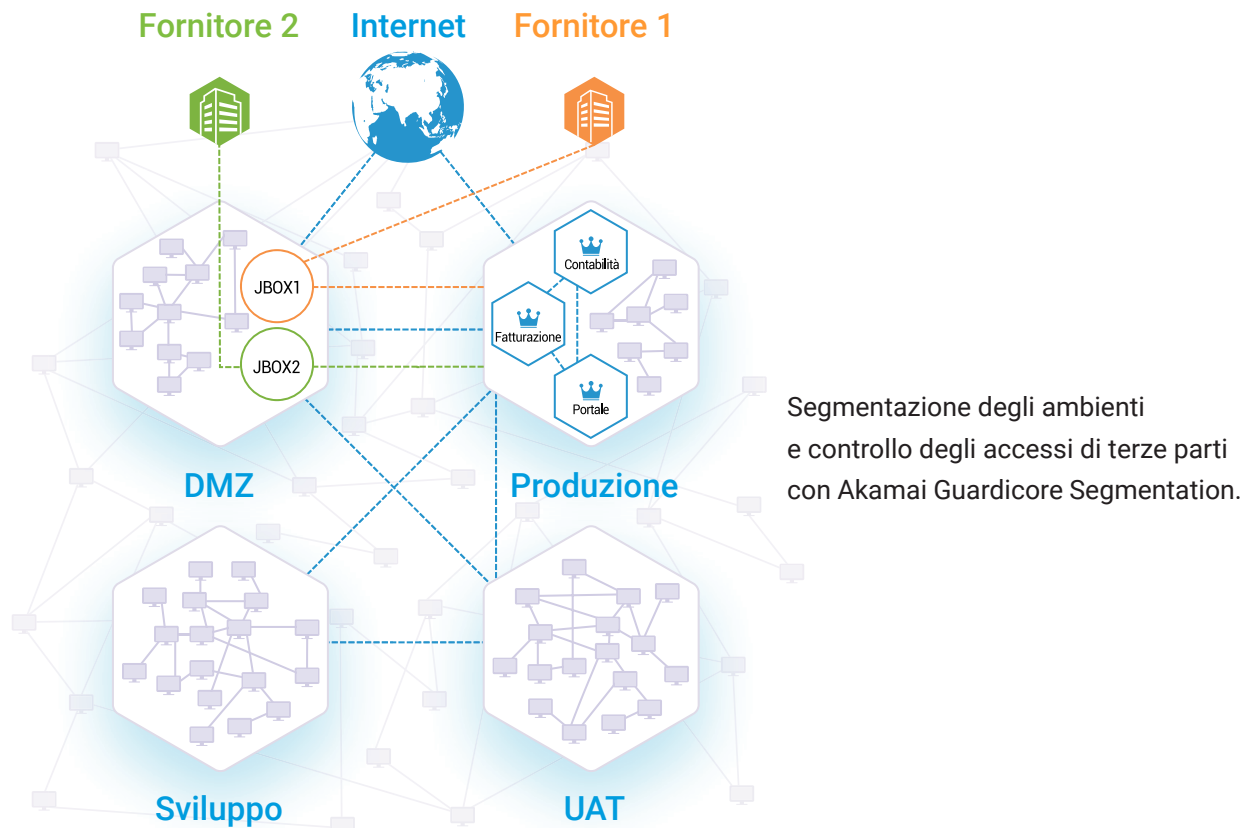 Fornitore 2
Internet
Fornitore 1
JBOX1
JBOX2
Contabilità
Fatturazione
Portale
DMZ
Produzione
Segmentazione degli ambienti
e controllo degli accessi di terze parti
con Akamai Guardicore Segmentation.
Sviluppo
UAT